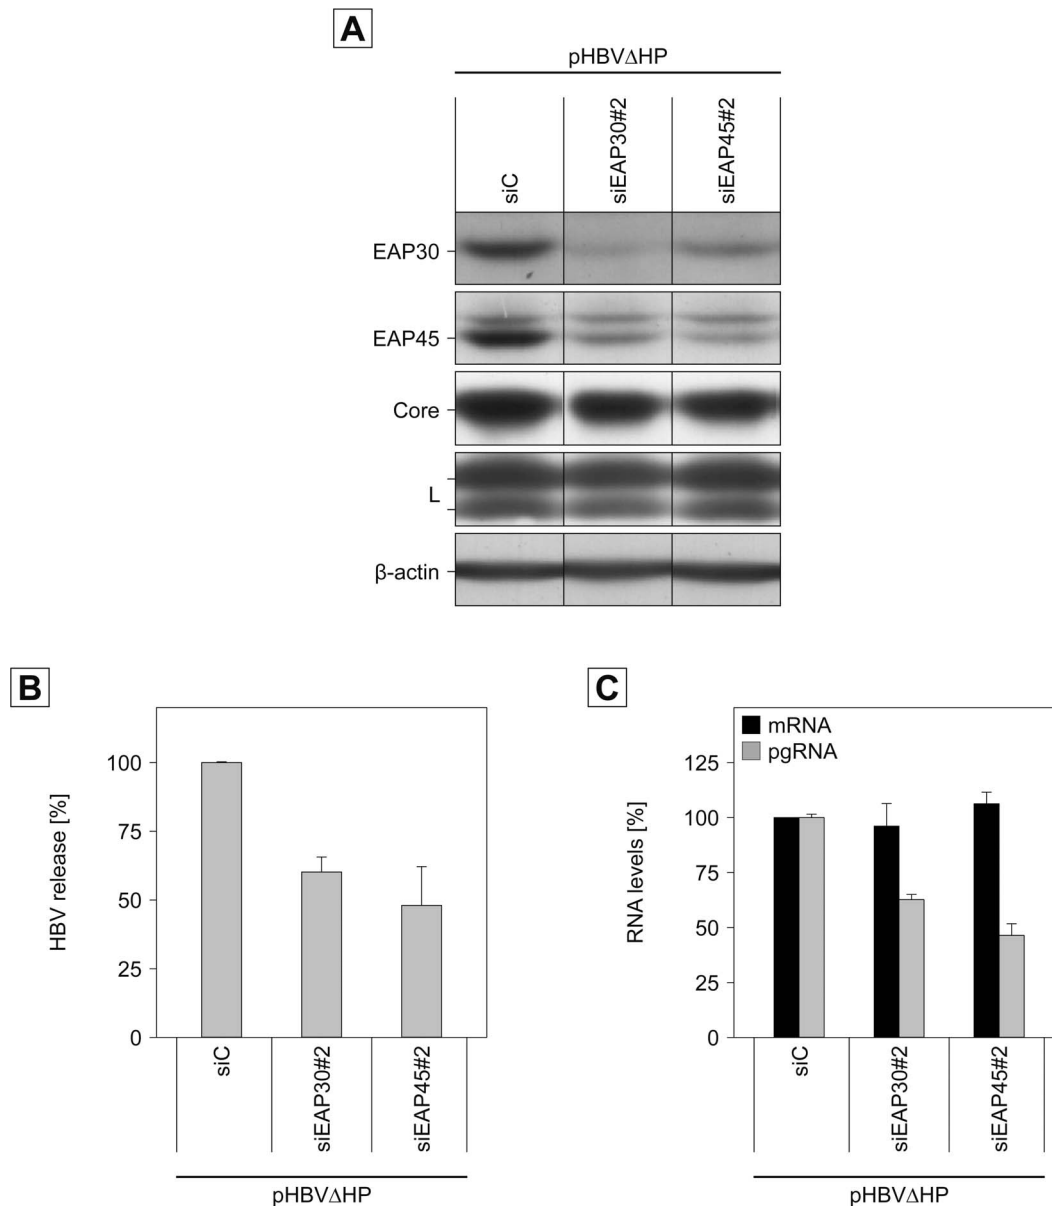 A
pHBVΔHP
siC
siEAP30#2
siEAP45#2
EAP30
EAP45
Core
L
β-actin
B
HBV release [%]
100
75
50
25
0
siC
siEAP30#2
siEAP45#2
pHBVΔHP
C
mRNA
pgRNA
RNA levels [%]
125
100
75
50
25
0
siC
siEAP30#2
siEAP45#2
pHBVΔHP